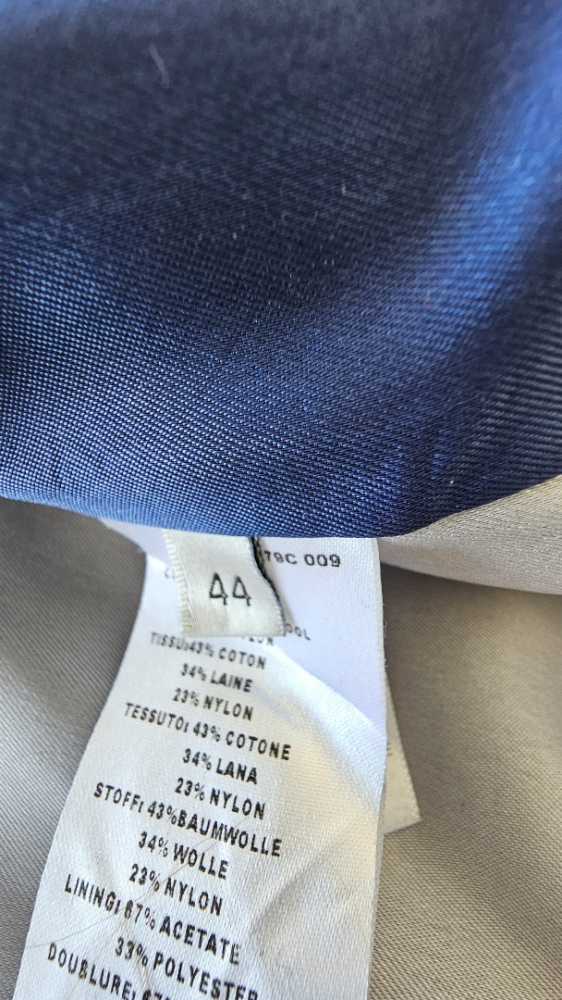 79C 009
44
TISSU:43% COTON
34% LAINE
23% NYLON
TESSUTO: 43% COTONE
34% LANA
23% NYLON
STOFF: 43%BAUMWOLLE
34% WOLLE
23% NYLON
LINING: 67% ACETATE
33% POLYESTER
DOUBLURE: